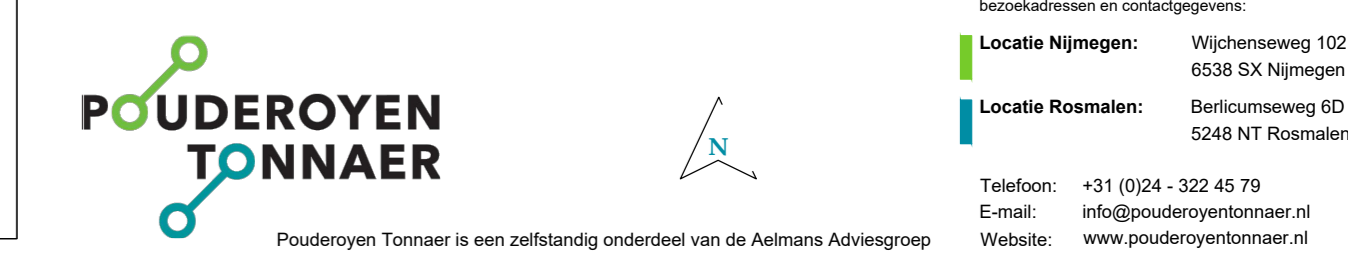 POUDEROYEN
TONNAER
N
Pouderoyen Tonnaer is een zelfstandig onderdeel van de Aelmans Adviesgroep
bezoekadressen en contactgegevens:
Locatie Nijmegen: Wijchenseweg 102
6538 SX Nijmegen
Locatie Rosmalen: Berlicumseweg 6D
5248 NT Rosmalen
Telefoon: +31 (0)24 - 322 45 79
E-mail: info@pouderoyentonnaer.nl
Website: www.pouderoyentonnaer.nl